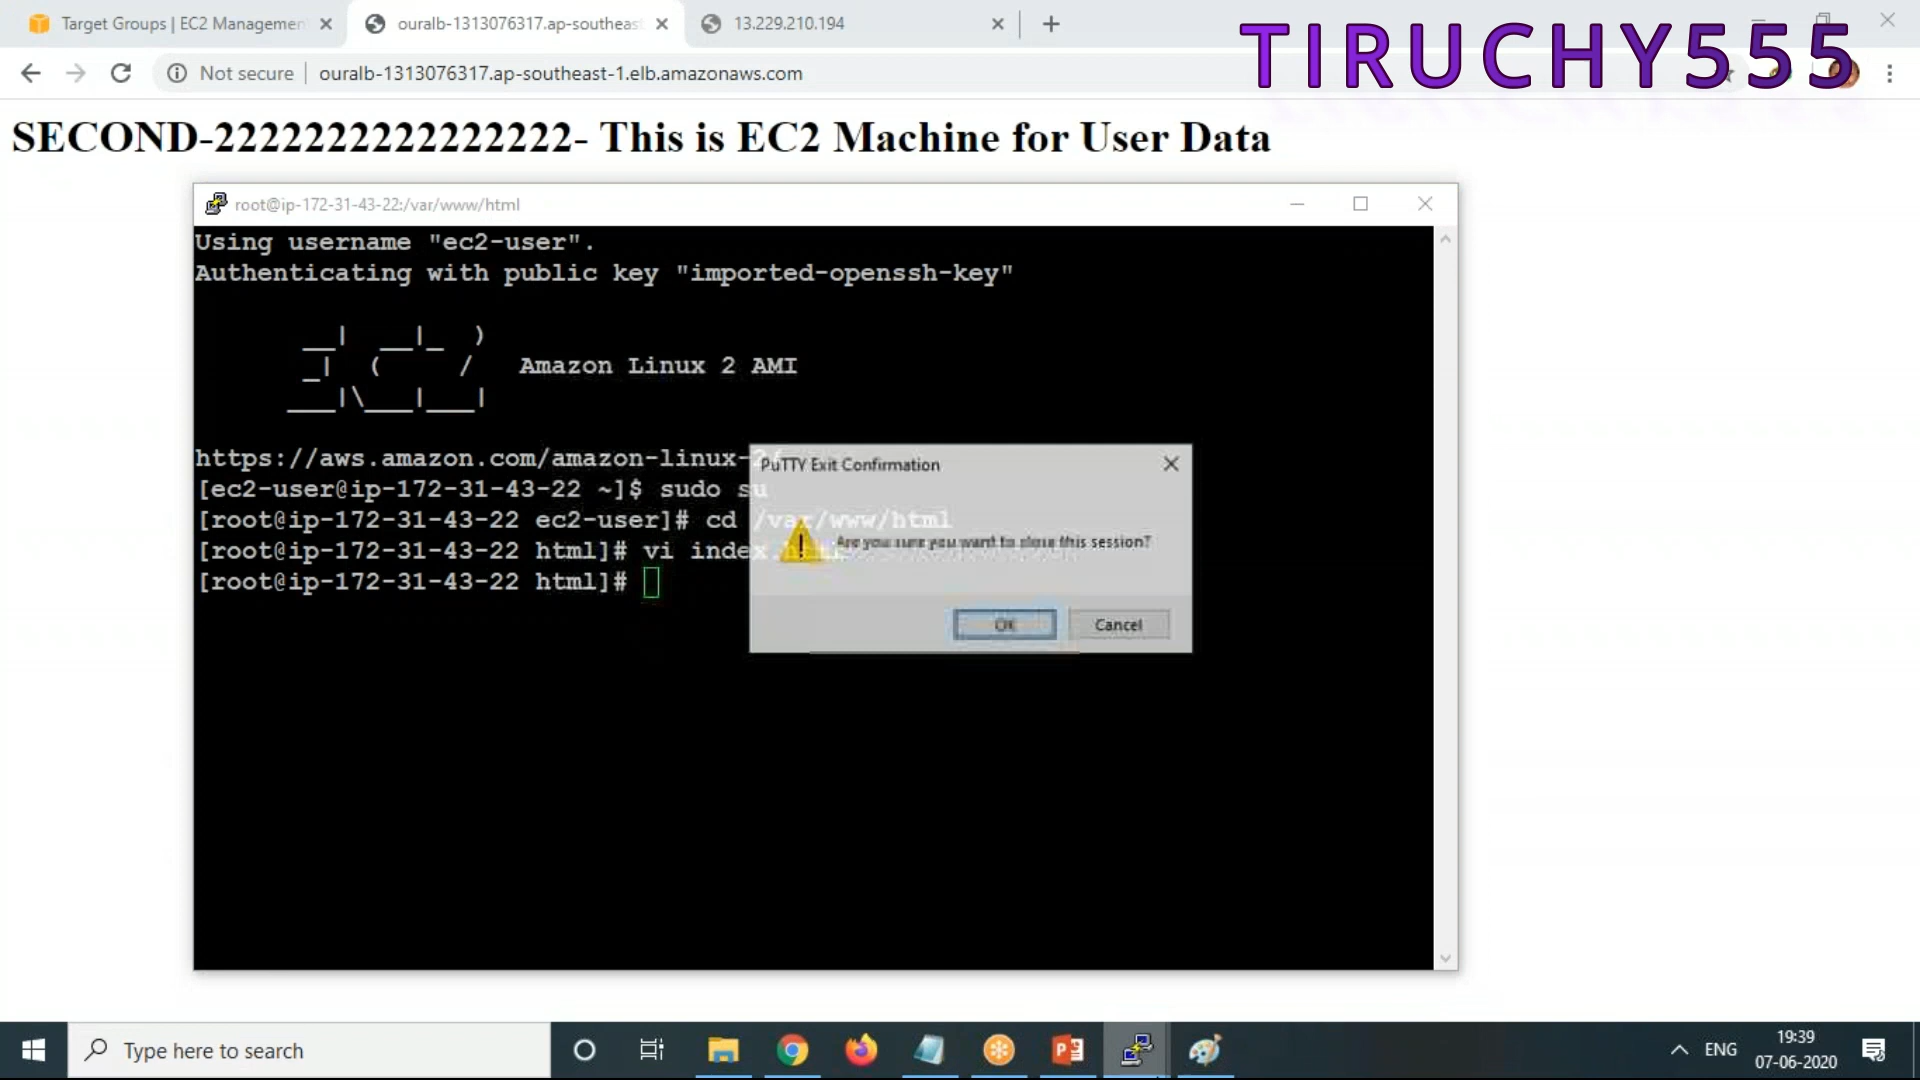 Target Groups | EC2 Managemen
ouralb-1313076317.ap-southeas
13.229.210.194
TIRUCHY555
Not secure
ouralb-1313076317.ap-southeast-1.elb.amazonaws.com
SECOND-2222222222222222- This is EC2 Machine for User Data
root@ip-172-31-43-22:/var/www/html
Using username "ec2-user".
Authenticating with public key "imported-openssh-key"
__|  __|_  )
_|  (     /   Amazon Linux 2 AMI
___|\___|___|
https://aws.amazon.com/amazon-linux-2/
[ec2-user@ip-172-31-43-22 ~]$ sudo su
[root@ip-172-31-43-22 ec2-user]# cd /var/www/html
[root@ip-172-31-43-22 html]# vi index.html
[root@ip-172-31-43-22 html]#
PuTTY Exit Confirmation
Are you sure you want to close this session?
OK
Cancel
Type here to search
ENG
19:39
07-06-2020